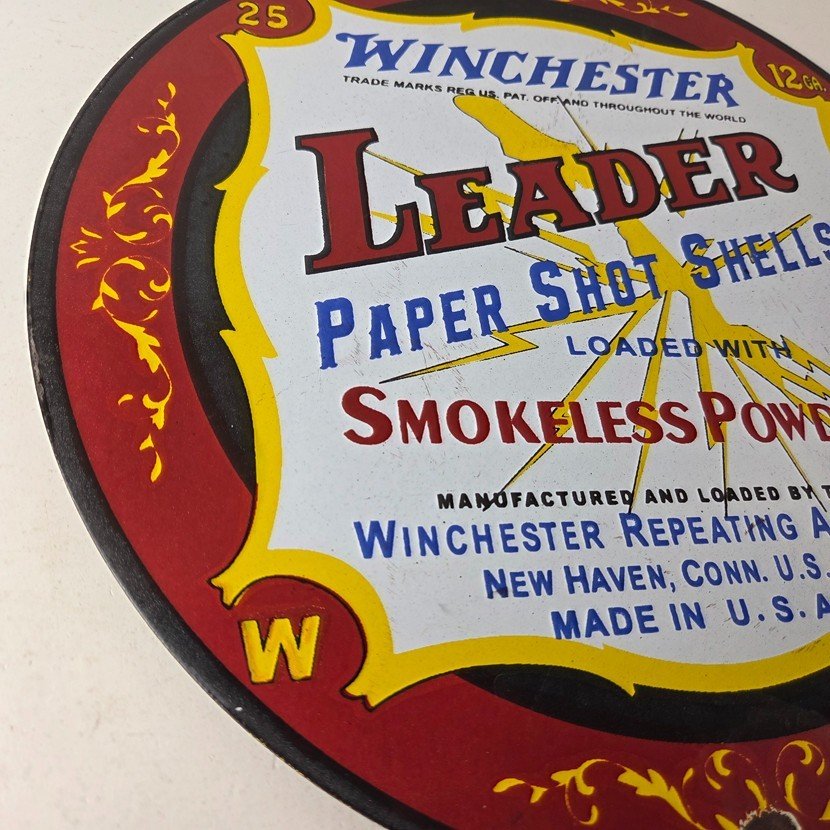 25
12 GA.
WINCHESTER
TRADE MARKS REG. US. PAT. OFF. AND THROUGHOUT THE WORLD
LEADER
PAPER SHOT SHELLS
LOADED WITH
SMOKELESS POWD
MANUFACTURED AND LOADED BY T
WINCHESTER REPEATING A
NEW HAVEN, CONN. U.S.
MADE IN U.S.A
W